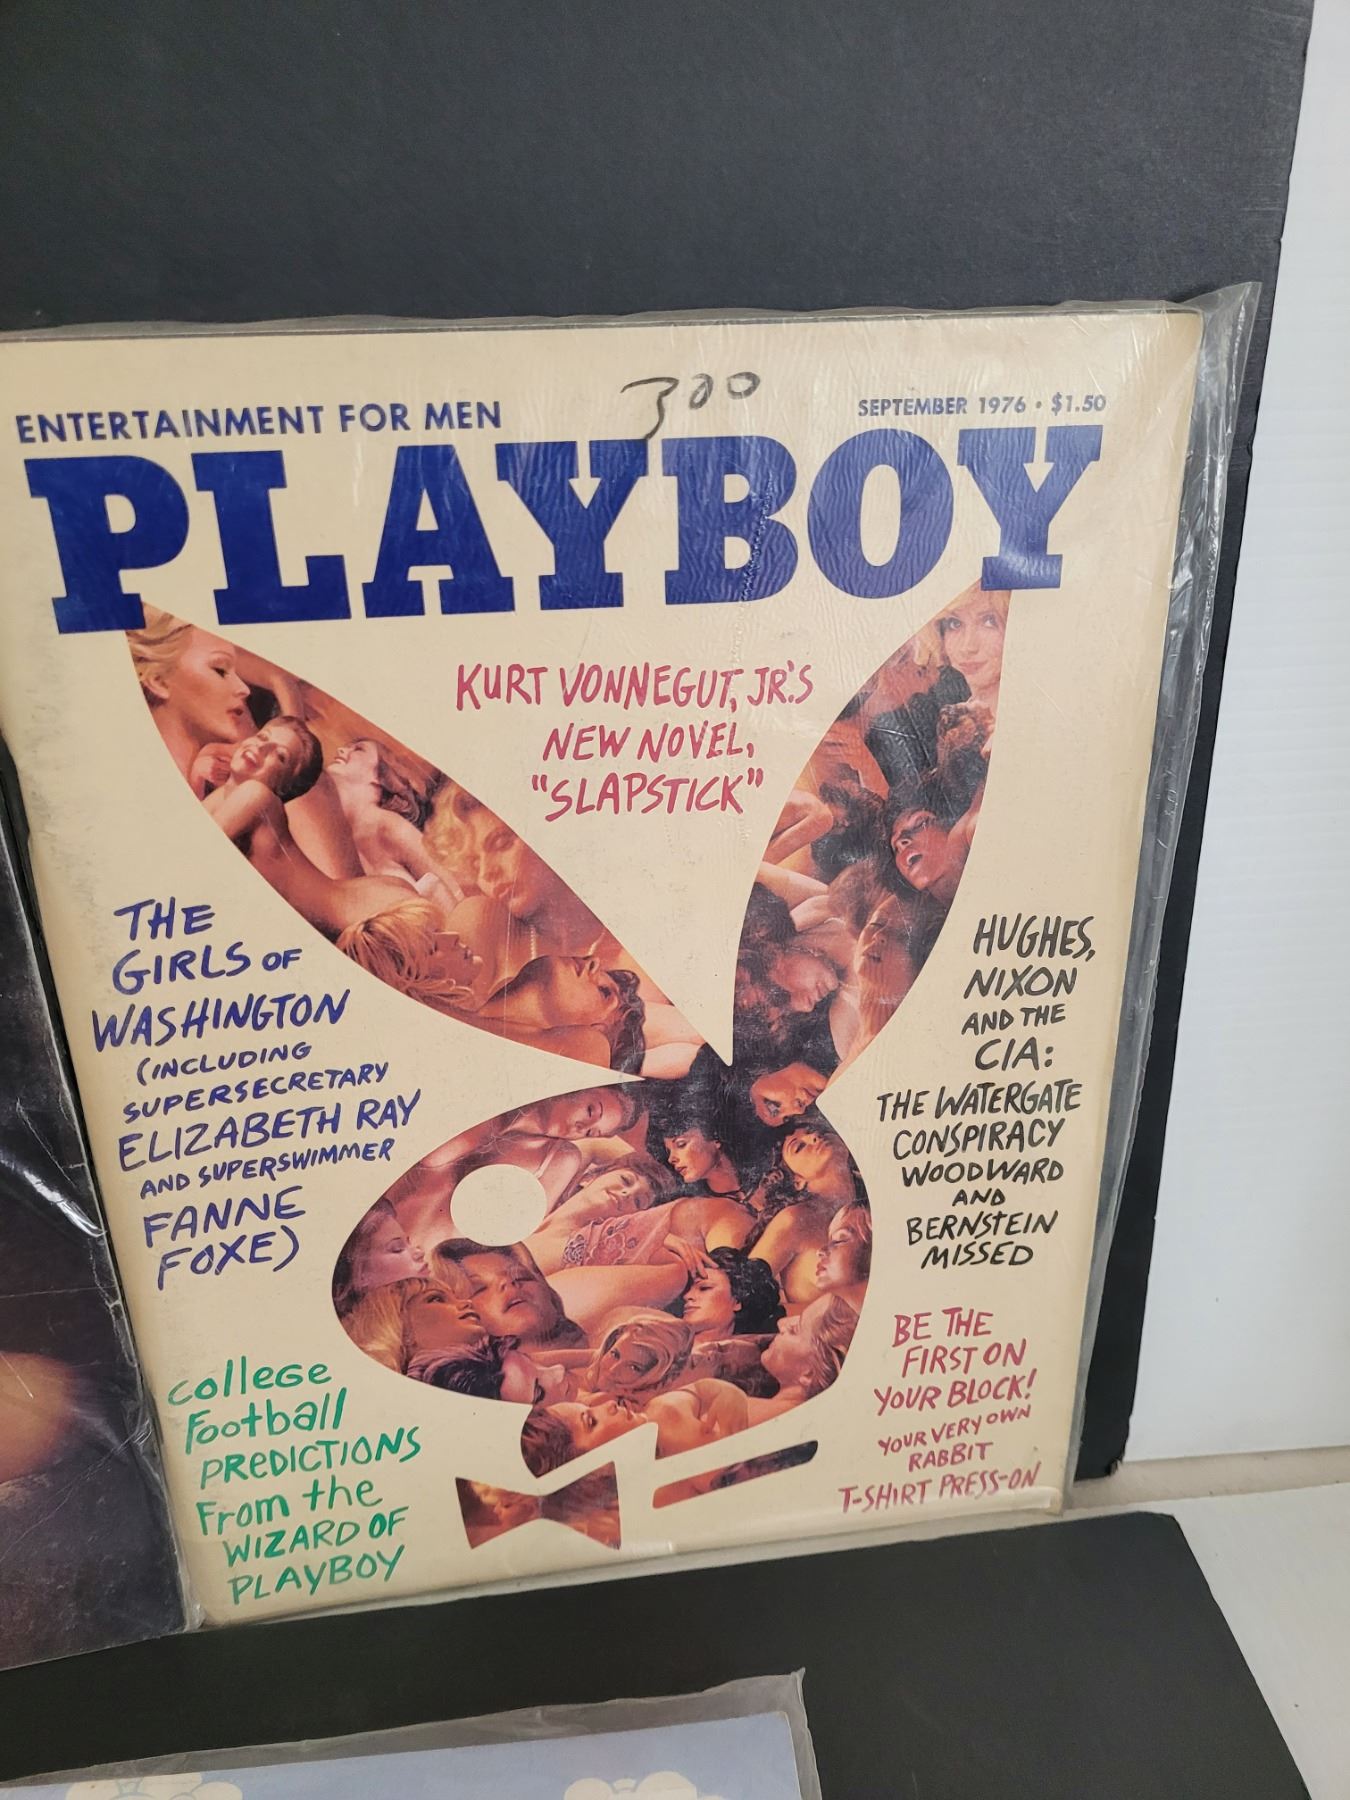 300
ENTERTAINMENT FOR MEN
SEPTEMBER 1976 • $1.50
PLAYBOY
KURT VONNEGUT, JR.'S
NEW NOVEL,
"SLAPSTICK"
THE
GIRLS OF
WASHINGTON
(INCLUDING
SUPERSECRETARY
ELIZABETH RAY
AND SUPERSWIMMER
FANNE
FOXE)
COLLEGE
FOOTBALL
PREDICTIONS
FROM THE
WIZARD OF
PLAYBOY
HUGHES,
NIXON
AND THE
CIA:
THE WATERGATE
CONSPIRACY
WOODWARD
AND
BERNSTEIN
MISSED
BE THE
FIRST ON
YOUR BLOCK!
YOUR VERY OWN
RABBIT
T-SHIRT PRESS-ON